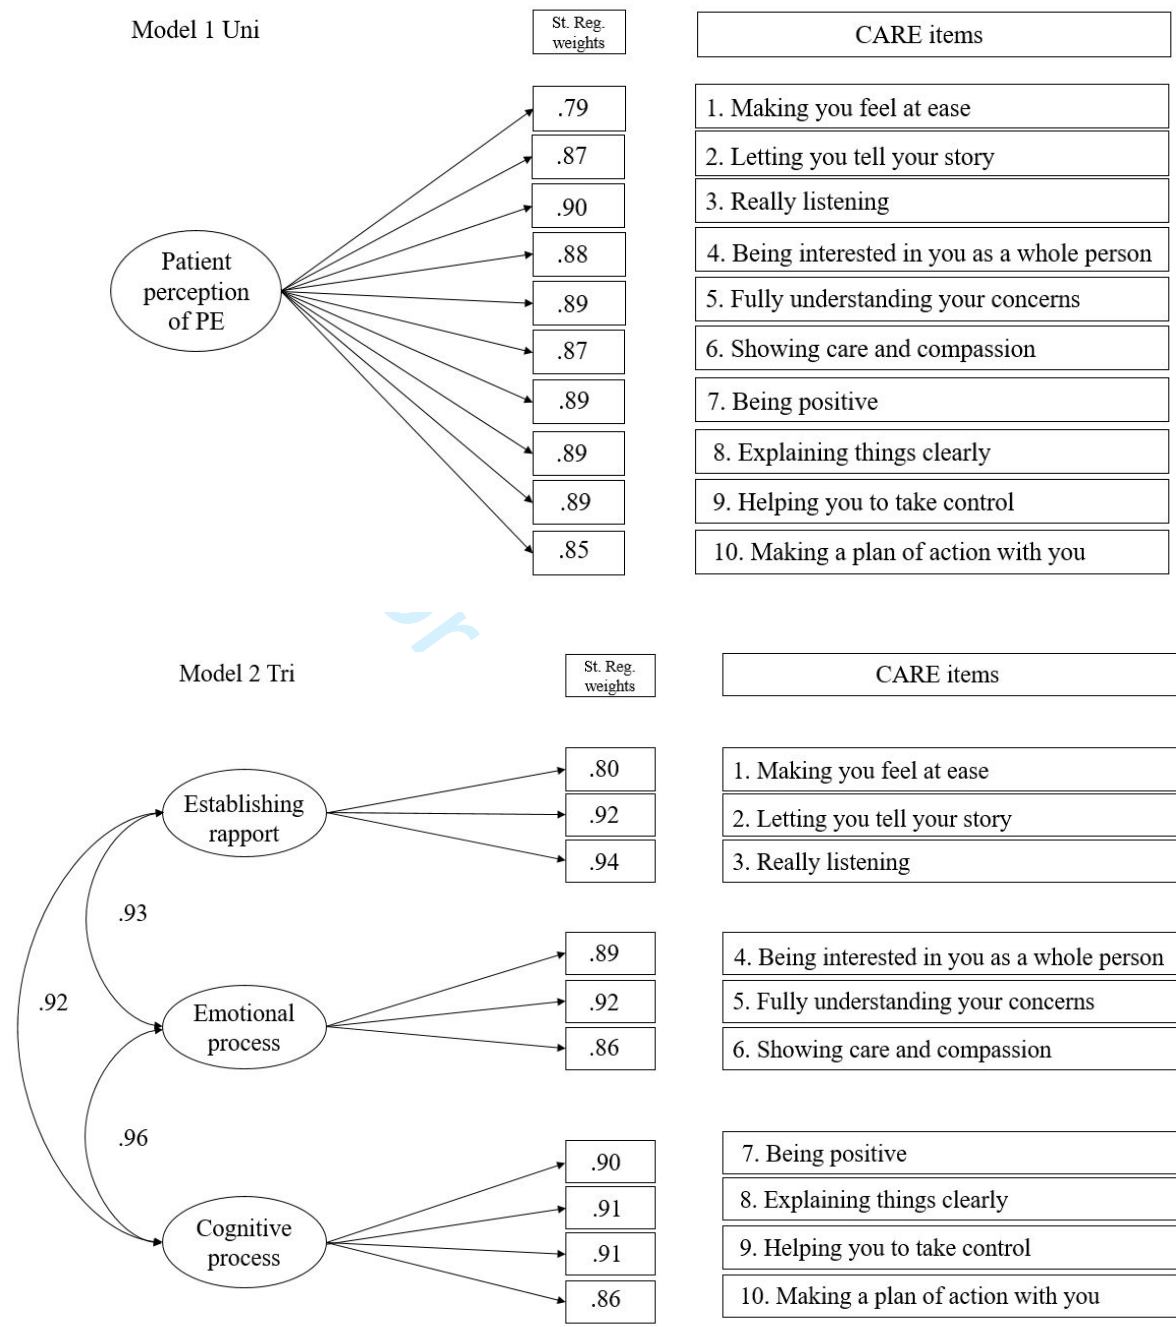 Model 1 Uni
St. Reg.
weights
CARE items
.79
1. Making you feel at ease
.87
2. Letting you tell your story
.90
3. Really listening
.88
4. Being interested in you as a whole person
Patient
perception
of PE
.89
5. Fully understanding your concerns
.87
6. Showing care and compassion
.89
7. Being positive
.89
8. Explaining things clearly
.89
9. Helping you to take control
.85
10. Making a plan of action with you
Model 2 Tri
St. Reg.
weights
CARE items
Establishing
rapport
.80
1. Making you feel at ease
.92
2. Letting you tell your story
.94
3. Really listening
.93
.92
Emotional
process
.89
4. Being interested in you as a whole person
.92
5. Fully understanding your concerns
.86
6. Showing care and compassion
.96
Cognitive
process
.90
7. Being positive
.91
8. Explaining things clearly
.91
9. Helping you to take control
.86
10. Making a plan of action with you